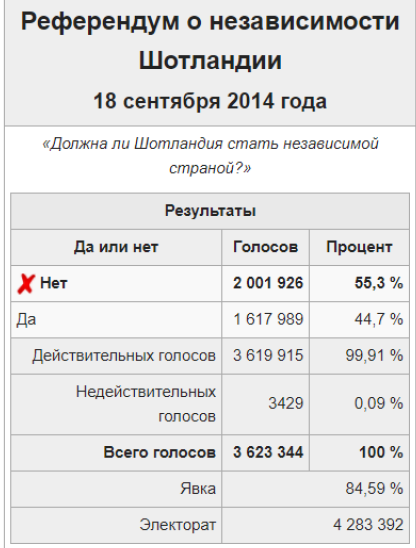 Референдум о независимости
Шотландии
18 сентября 2014 года
«Должна ли Шотландия стать независимой
страной?»
Результаты
Да или нет Голосов Процент
Нет 2 001 926 55,3 %
Да 1 617 989 44,7 %
Действительных голосов 3 619 915 99,91 %
Недействительных
голосов 3429 0,09 %
Всего голосов 3 623 344 100 %
Явка 84,59 %
Электорат 4 283 392